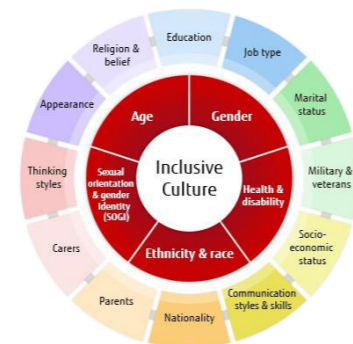 Education
Job type
Marital
status
Military &
veterans
Socio-
economic
status
Communication
styles & skills
Nationality
Parents
Carers
Thinking
styles
Appearance
Religion &
belief
Age
Gender
Health &
disability
Ethnicity & race
Sexual
orientation
& gender
identity
(SOGI)
Inclusive
Culture